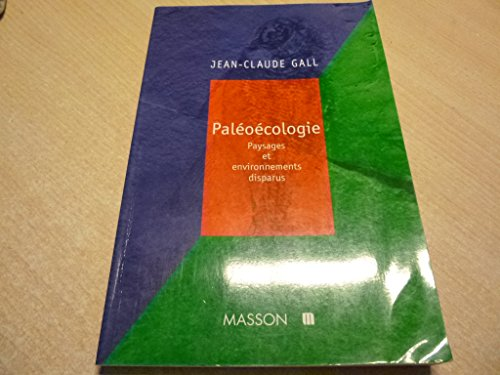 JEAN-CLAUDE GALL
Paléoécologie
Paysages
et
environnements
disparus
MASSON m